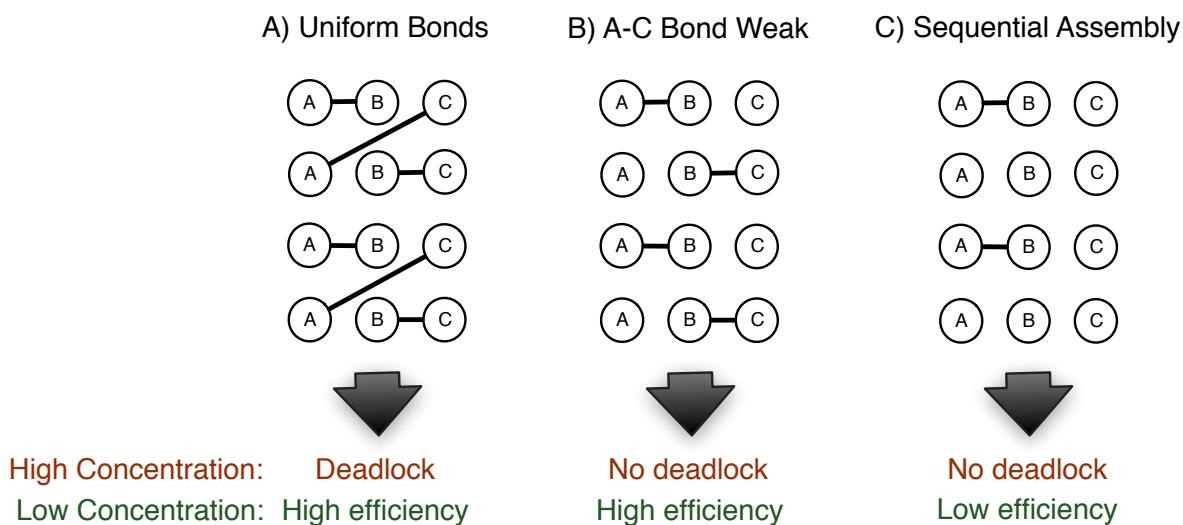 A) Uniform Bonds B) A-C Bond Weak C) Sequential Assembly
A B C A B C A B C
A B C A B C A B C
A B C A B C A B C
A B C A B C A B C
High Concentration: Deadlock No deadlock No deadlock
Low Concentration: High efficiency High efficiency Low efficiency